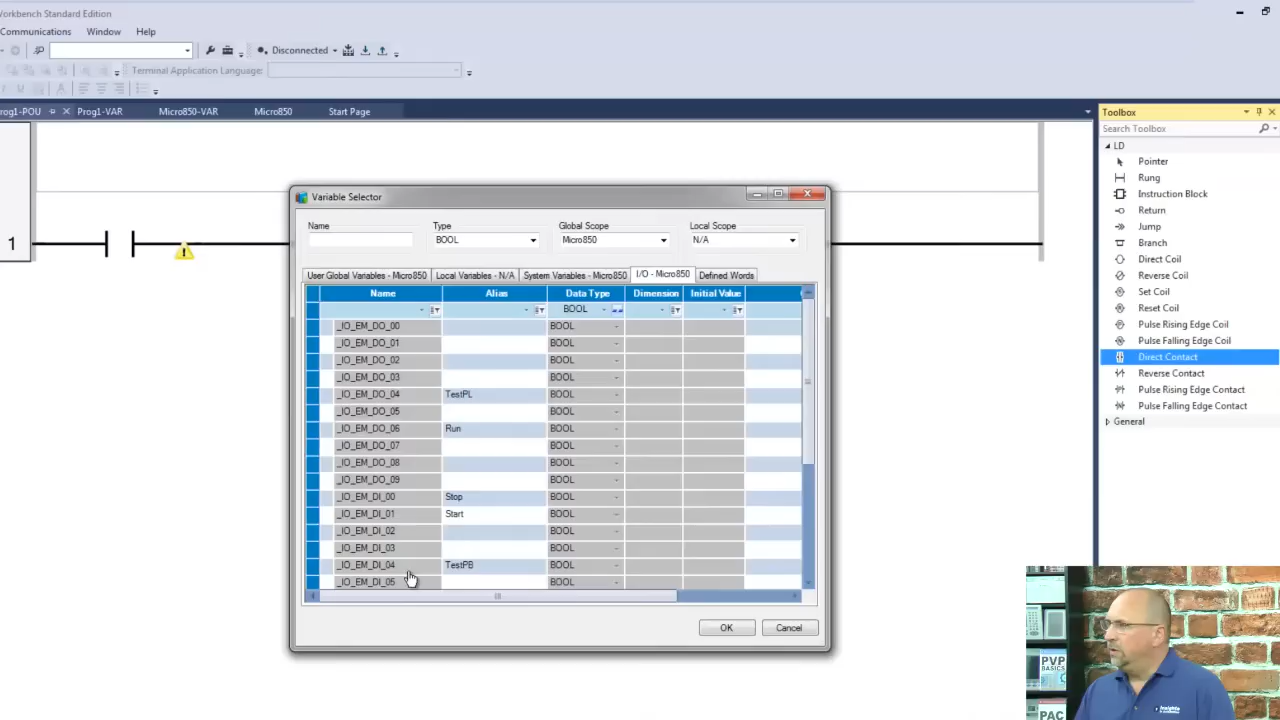 Workbench Standard Edition
Communications Window Help
Disconnected
Terminal Application Language:
M A
rog1-POU Prog1-VAR Micro850-VAR Micro850 Start Page
Toolbox
Search Toolbox
LD
Pointer
Rung
Instruction Block
Return
Jump
Branch
Direct Coil
Reverse Coil
Set Coil
Reset Coil
Pulse Rising Edge Coil
Pulse Falling Edge Coil
Direct Contact
Reverse Contact
Pulse Rising Edge Contact
Pulse Falling Edge Contact
General
1
Variable Selector
Name Type Global Scope Local Scope
BOOL Micro850 N/A
User Global Variables - Micro850 Local Variables - N/A System Variables - Micro850 I/O - Micro850 Defined Words
Name Alias Data Type Dimension Initial Value
BOOL
_IO_EM_DO_00 BOOL
_IO_EM_DO_01 BOOL
_IO_EM_DO_02 BOOL
_IO_EM_DO_03 BOOL
_IO_EM_DO_04 TestPL BOOL
_IO_EM_DO_05 BOOL
_IO_EM_DO_06 Run BOOL
_IO_EM_DO_07 BOOL
_IO_EM_DO_08 BOOL
_IO_EM_DO_09 BOOL
_IO_EM_DI_00 Stop BOOL
_IO_EM_DI_01 Start BOOL
_IO_EM_DI_02 BOOL
_IO_EM_DI_03 BOOL
_IO_EM_DI_04 TestPB BOOL
_IO_EM_DI_05 BOOL
OK Cancel
PVP
BASICS
PAC
Insights